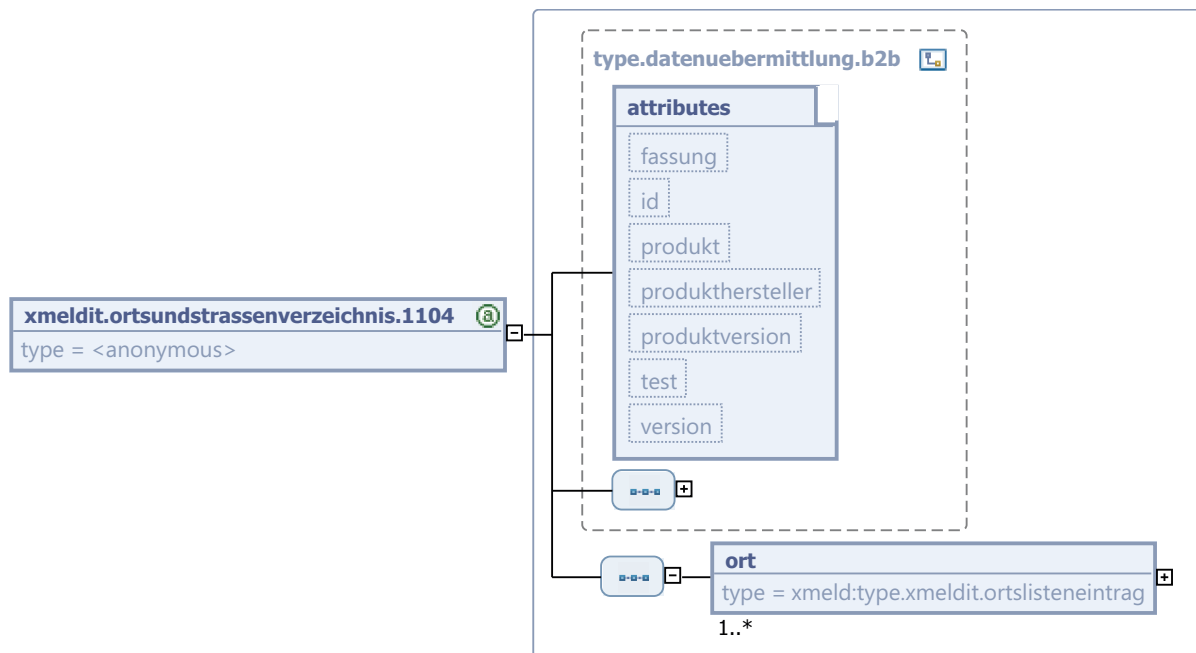 type.datenuebermittlung.b2b
attributes
fassung
id
produkt
produkthersteller
produktversion
test
version
xmeldit.ortsundstrassenverzeichnis.1104
type = <anonymous>
ort
type = xmeld:type.xmeldit.ortslisteneintrag
1..*